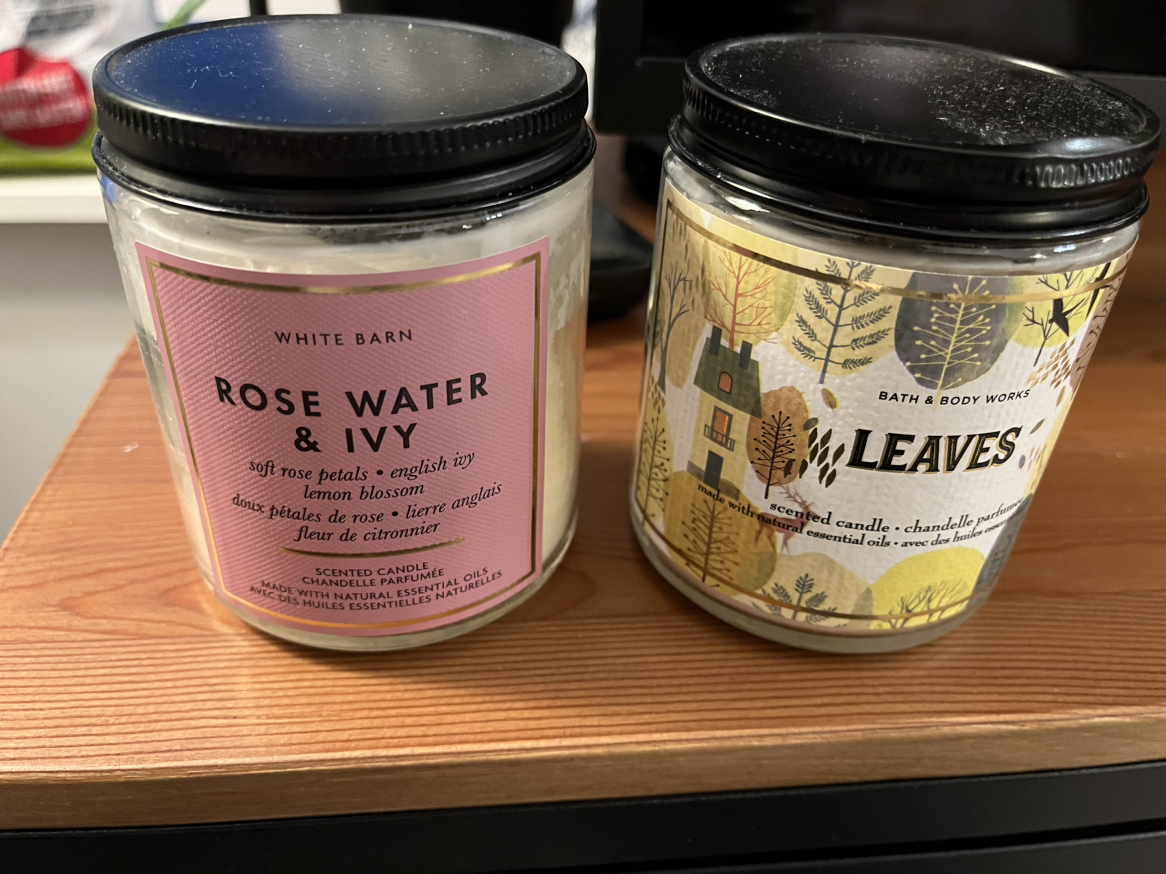 WHITE BARN
ROSE WATER
& IVY
soft rose petals • english ivy
lemon blossom
doux pétales de rose • lierre anglais
fleur de citronnier
SCENTED CANDLE
CHANDELLE PARFUMÉE
MADE WITH NATURAL ESSENTIAL OILS
AVEC DES HUILES ESSENTIELLES NATURELLES
BATH & BODY WORKS
LEAVES
scented candle • chandelle parfumée
made with natural essential oils • avec des huiles